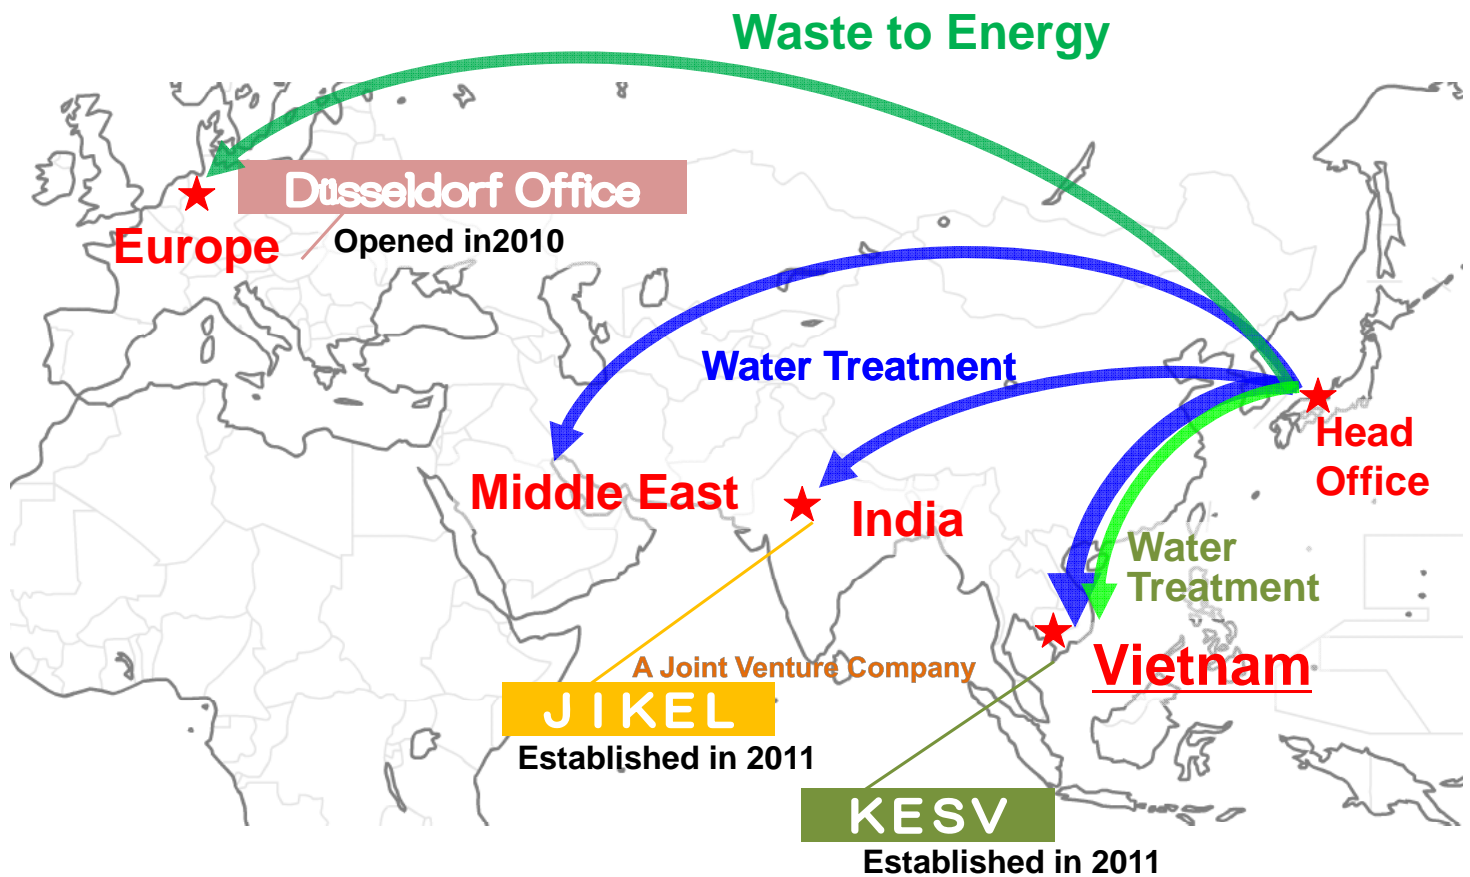 Waste to Energy
Düsseldorf Office
Opened in2010
Europe
Water Treatment
Head
Office
Middle East
India
Water
Treatment
Vietnam
A Joint Venture Company
JIKEL
Established in 2011
KESV
Established in 2011